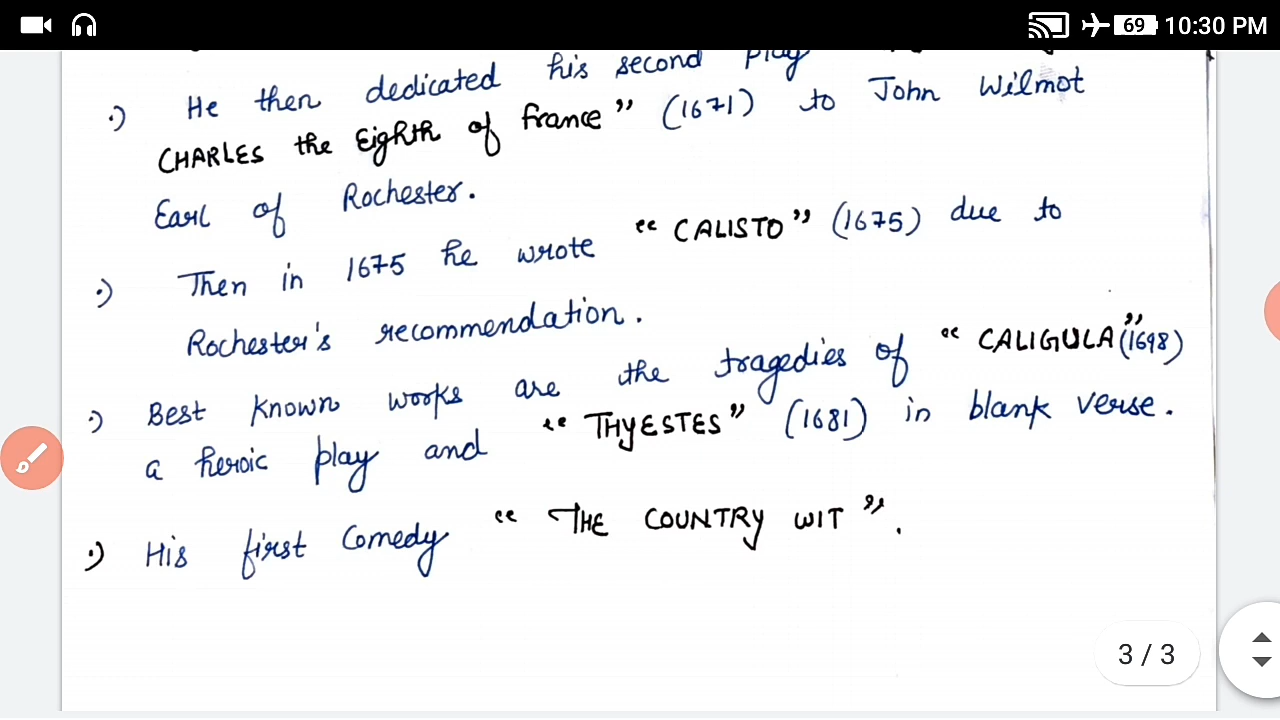 69 10:30 PM
:) He then dedicated his second play
CHARLES the Eighth of france" (1671) to John Wilmot
Earl of Rochester.
:) Then in 1675 he wrote "CALISTO" (1675) due to
Rochester's recommendation.
:) Best known works are the tragedies of "CALIGULA" (1698)
a heroic play and "THYESTES" (1681) in blank verse.
:) His first Comedy "THE COUNTRY WIT".
3 / 3